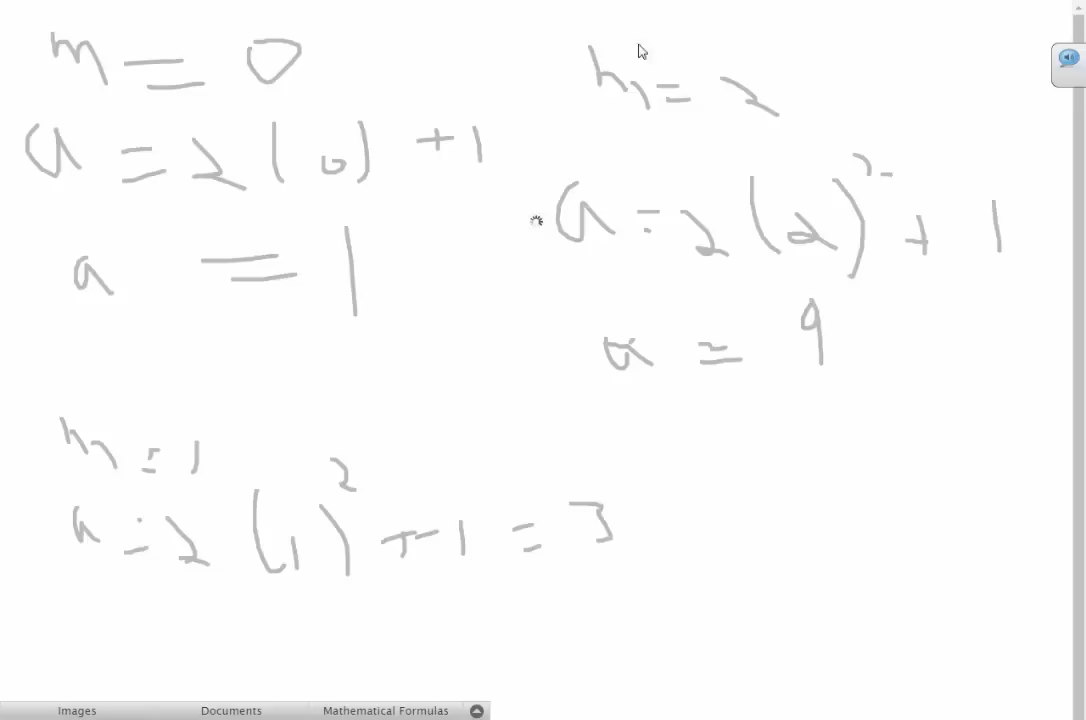 m = 0
a = 2(0) + 1
a = 1
m = 2
a = 2(2)² + 1
a = 9
m = 1
a = 2(1)² + 1 = 3
Images Documents Mathematical Formulas